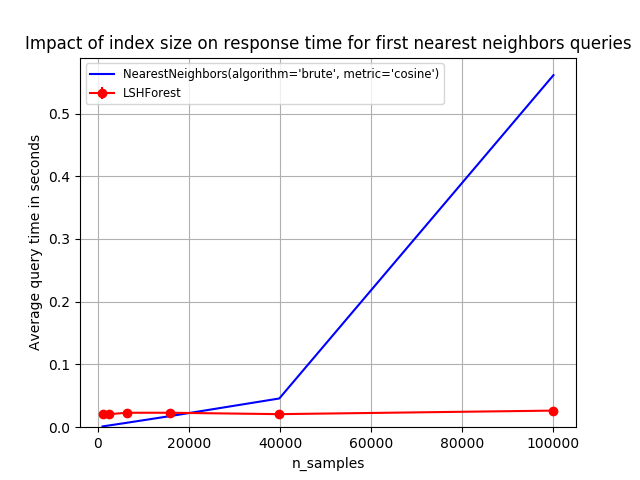 Impact of index size on response time for first nearest neighbors queries
NearestNeighbors(algorithm='brute', metric='cosine')
LSHForest
0.5
0.4
0.3
0.2
0.1
0.0
Average query time in seconds
0 20000 40000 60000 80000 100000
n_samples